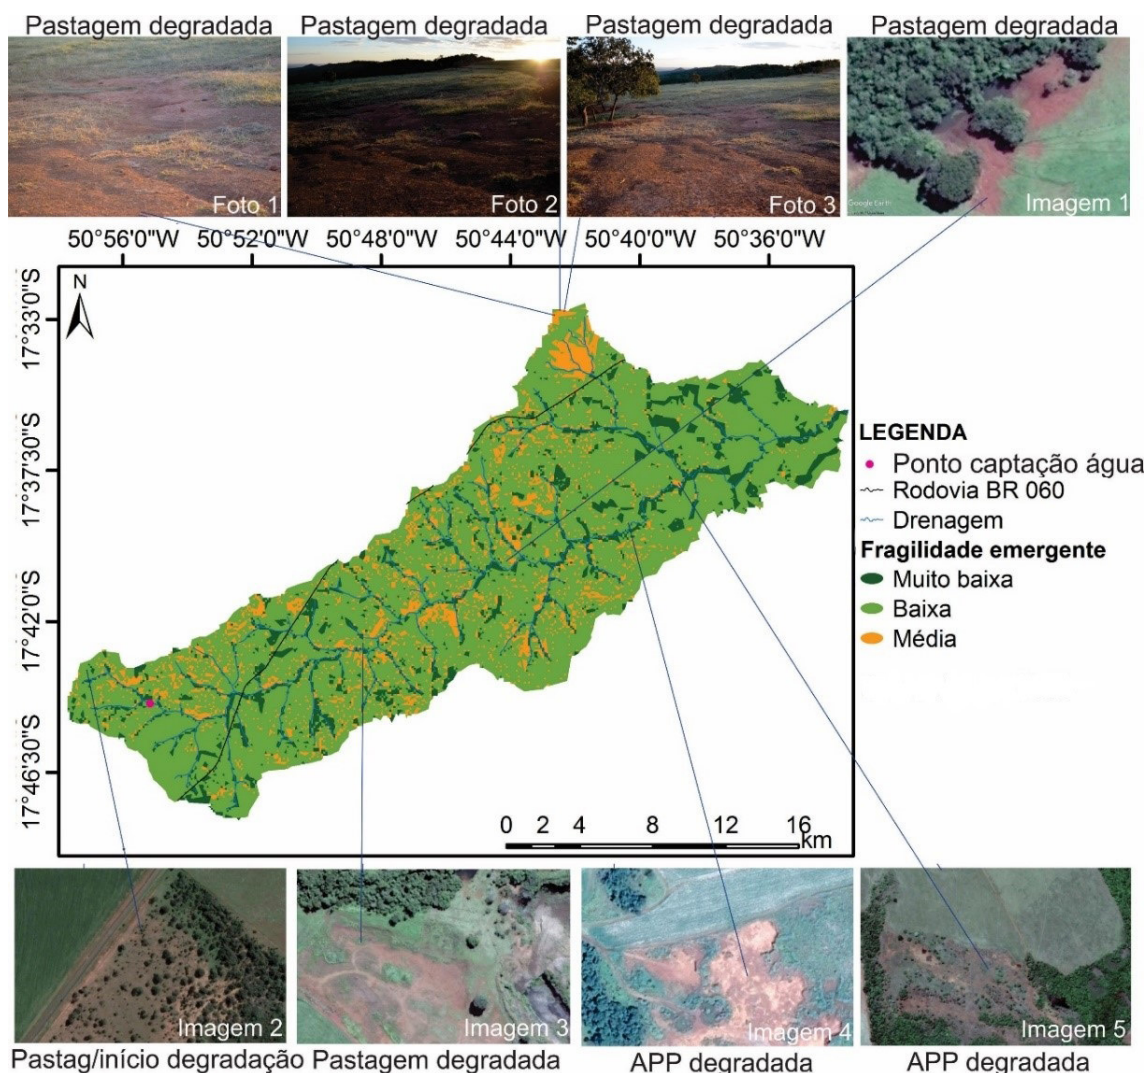 Pastagem degradada Pastagem degradada Pastagem degradada Pastagem degradada
Foto 1 Foto 2 Foto 3 Imagem 1
Google Earth
50°56'0"W 50°52'0"W 50°48'0"W 50°44'0"W 50°40'0"W 50°36'0"W
N
17°33'0"S
17°37'30"S
17°42'0"S
17°46'30"S
LEGENDA
Ponto captação água
Rodovia BR 060
Drenagem
Fragilidade emergente
Muito baixa
Baixa
Média
0 2 4 8 12 16
km
Imagem 2 Imagem 3 Imagem 4 Imagem 5
Pastag/início degradação Pastagem degradada APP degradada APP degradada